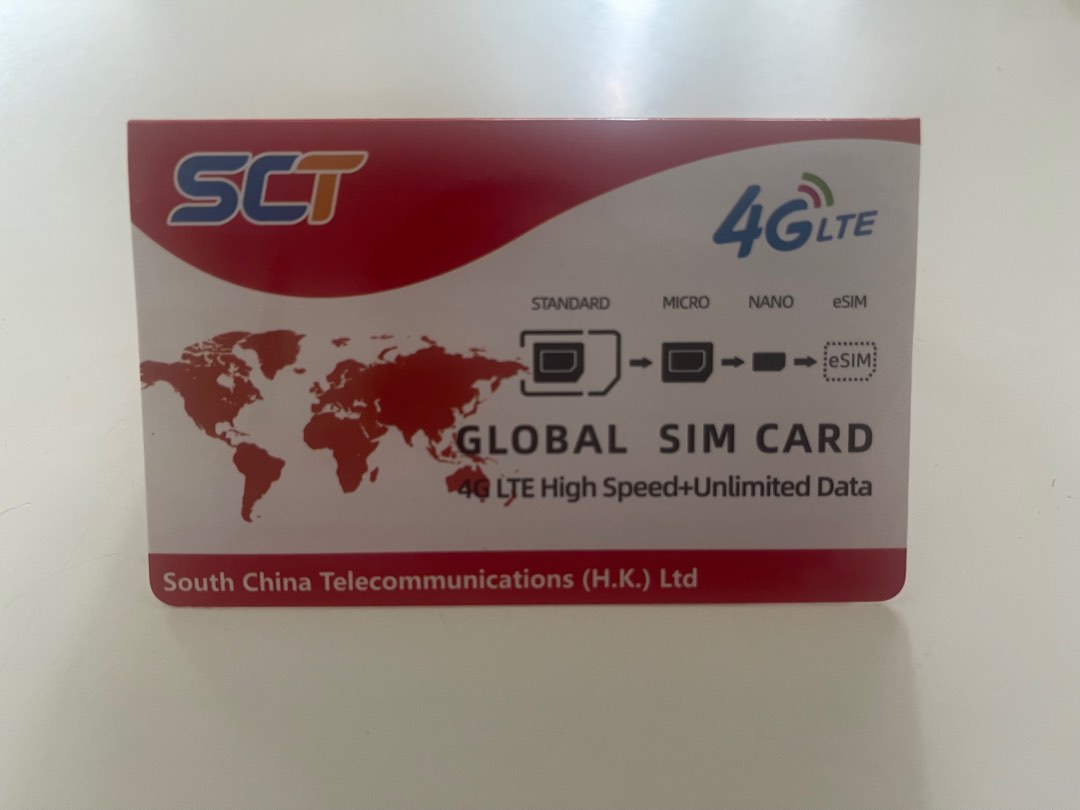 SCT
4G LTE
STANDARD MICRO NANO eSIM
eSIM
GLOBAL SIM CARD
4G LTE High Speed+Unlimited Data
South China Telecommunications (H.K.) Ltd